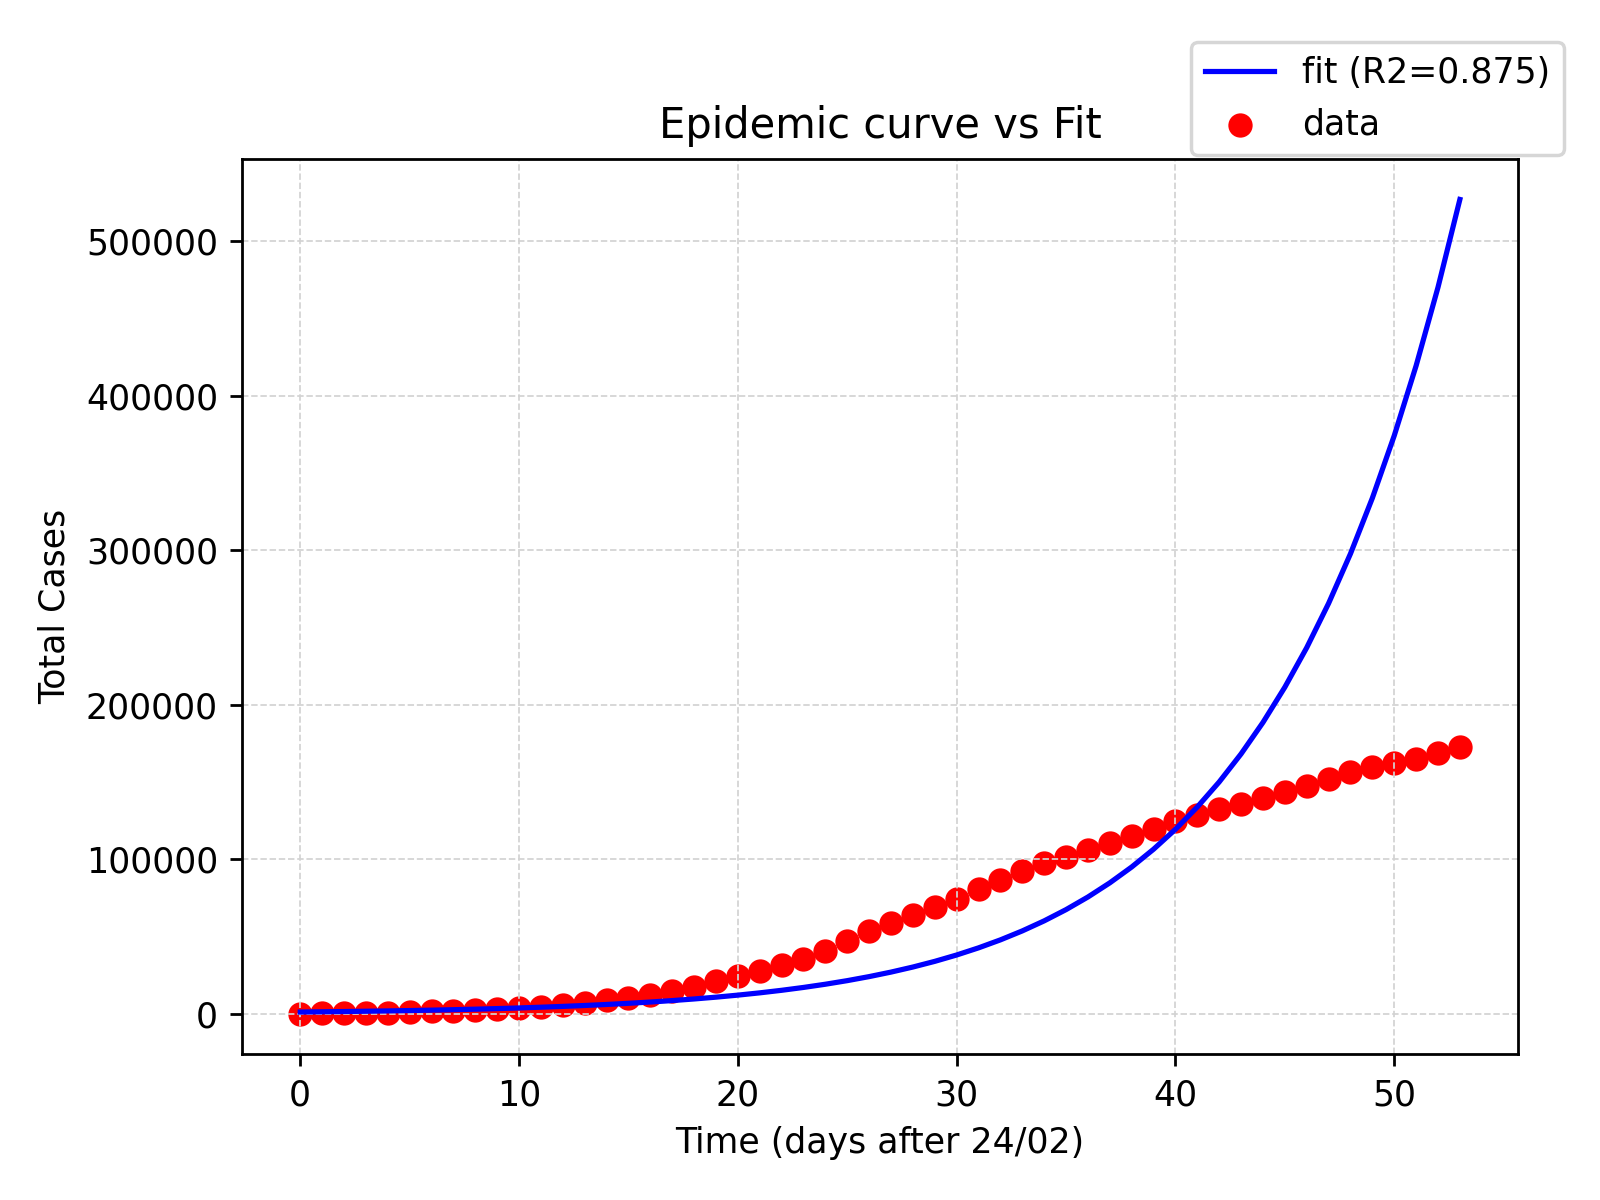 fit (R2=0.875)
data
Epidemic curve vs Fit
500000
400000
300000
200000
100000
0
Total Cases
0 10 20 30 40 50
Time (days after 24/02)